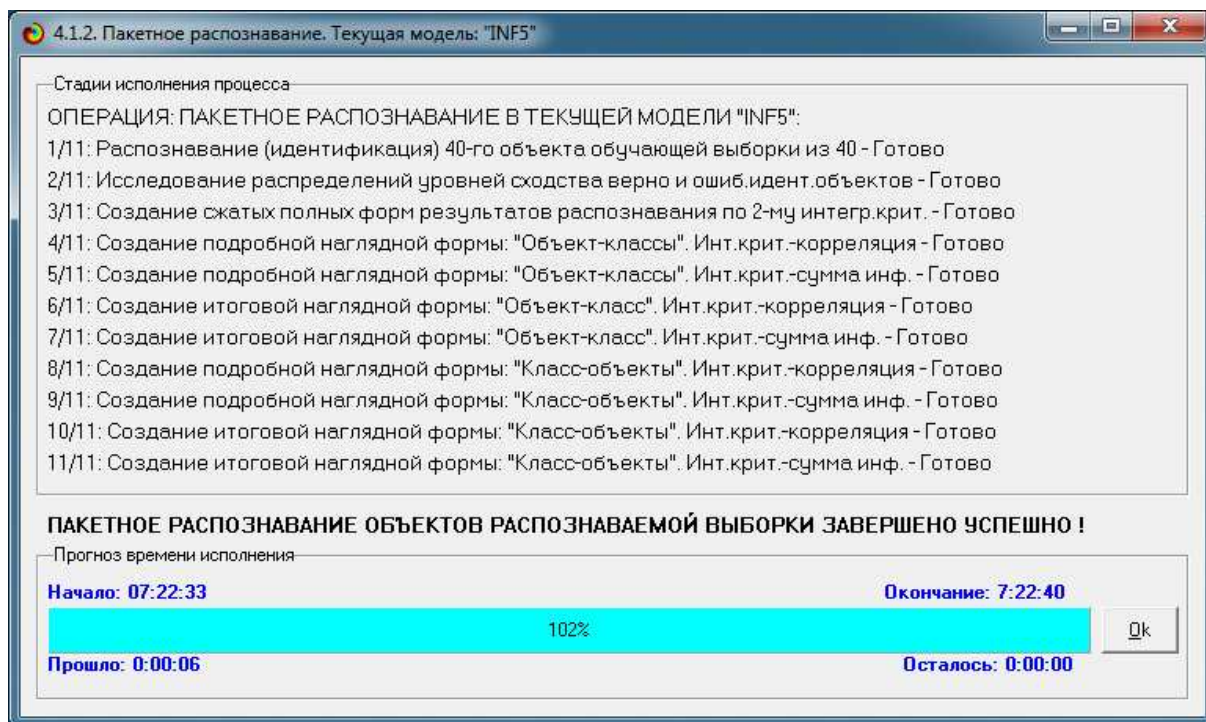 4.1.2. Пакетное распознавание. Текущая модель: "INF5"
Стадии исполнения процесса
ОПЕРАЦИЯ: ПАКЕТНОЕ РАСПОЗНАВАНИЕ В ТЕКУЩЕЙ МОДЕЛИ "INF5":
1/11: Распознавание (идентификация) 40-го объекта обучающей выборки из 40 - Готово
2/11: Исследование распределений уровней сходства верно и ошиб.идент.объектов - Готово
3/11: Создание сжатых полных форм результатов распознавания по 2-му интегр.крит. - Готово
4/11: Создание подробной наглядной формы: "Объект-классы". Инт.крит.-корреляция - Готово
5/11: Создание подробной наглядной формы: "Объект-классы". Инт.крит.-сумма инф. - Готово
6/11: Создание итоговой наглядной формы: "Объект-класс". Инт.крит.-корреляция - Готово
7/11: Создание итоговой наглядной формы: "Объект-класс". Инт.крит.-сумма инф. - Готово
8/11: Создание подробной наглядной формы: "Класс-объекты". Инт.крит.-корреляция - Готово
9/11: Создание подробной наглядной формы: "Класс-объекты". Инт.крит.-сумма инф. - Готово
10/11: Создание итоговой наглядной формы: "Класс-объекты". Инт.крит.-корреляция - Готово
11/11: Создание итоговой наглядной формы: "Класс-объекты". Инт.крит.-сумма инф. - Готово
ПАКЕТНОЕ РАСПОЗНАВАНИЕ ОБЪЕКТОВ РАСПОЗНАВАЕМОЙ ВЫБОРКИ ЗАВЕРШЕНО УСПЕШНО !
Прогноз времени исполнения
Начало: 07:22:33
Окончание: 7:22:40
102%
Ok
Прошло: 0:00:06
Осталось: 0:00:00